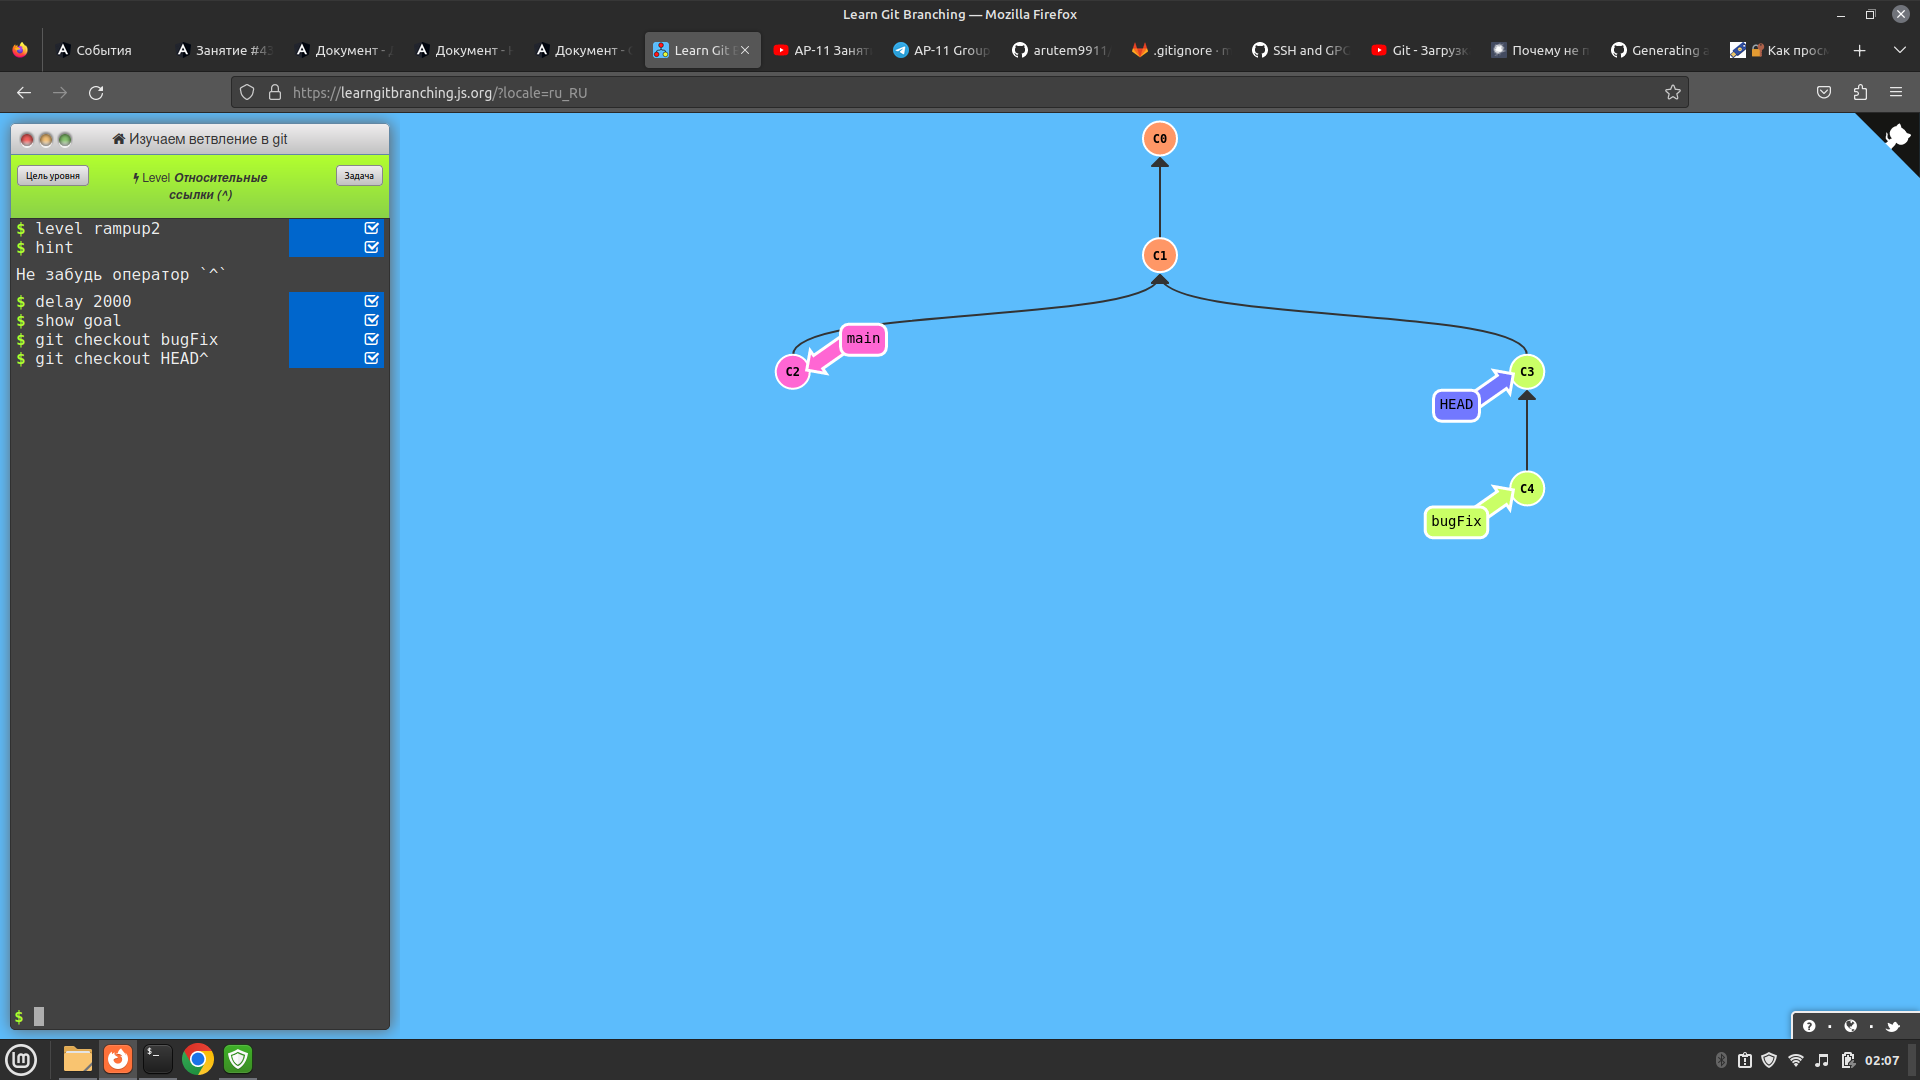 Learn Git Branching — Mozilla Firefox
События
Занятие #43
Документ -
Документ -
Документ -
Learn Git
AP-11 Занят
AP-11 Group
arutem9911/
.gitignore
SSH and GPG
Git - Загрузк
Почему не п
Generating a
Как прос
https://learngitbranching.js.org/?locale=ru_RU
Изучаем ветвление в git
Цель уровня
Level Относительные
ссылки (^)
Задача
$ level rampup2
$ hint
Не забудь оператор `^`
$ delay 2000
$ show goal
$ git checkout bugFix
$ git checkout HEAD^
$
C0
C1
main
C2
C3
HEAD
C4
bugFix
02:07